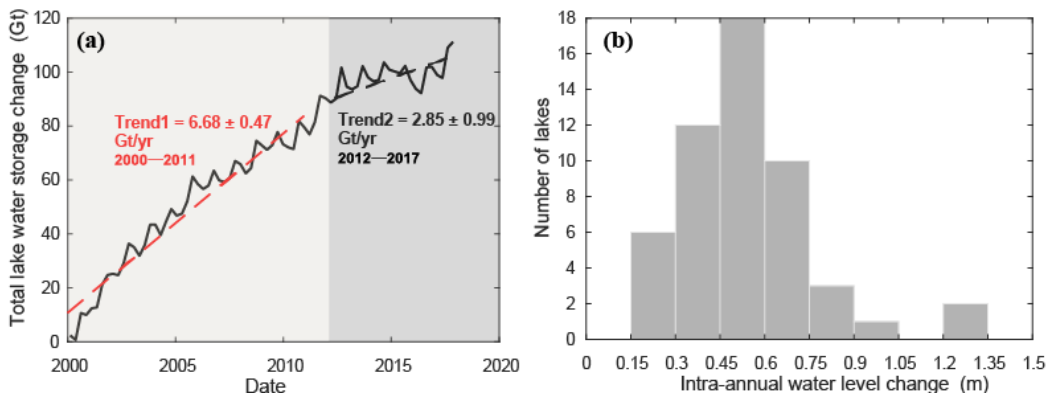 (a)
Total lake water storage change (Gt)
120
100
80
60
40
20
0
Trend1 = 6.68 ± 0.47
Gt/yr
2000—2011
Trend2 = 2.85 ± 0.99
Gt/yr
2012—2017
2000 2005 2010 2015 2020
Date
(b)
Number of lakes
18
16
14
12
10
8
6
4
2
0
0 0.15 0.3 0.45 0.6 0.75 0.9 1.05 1.2 1.35 1.5
Intra-annual water level change (m)